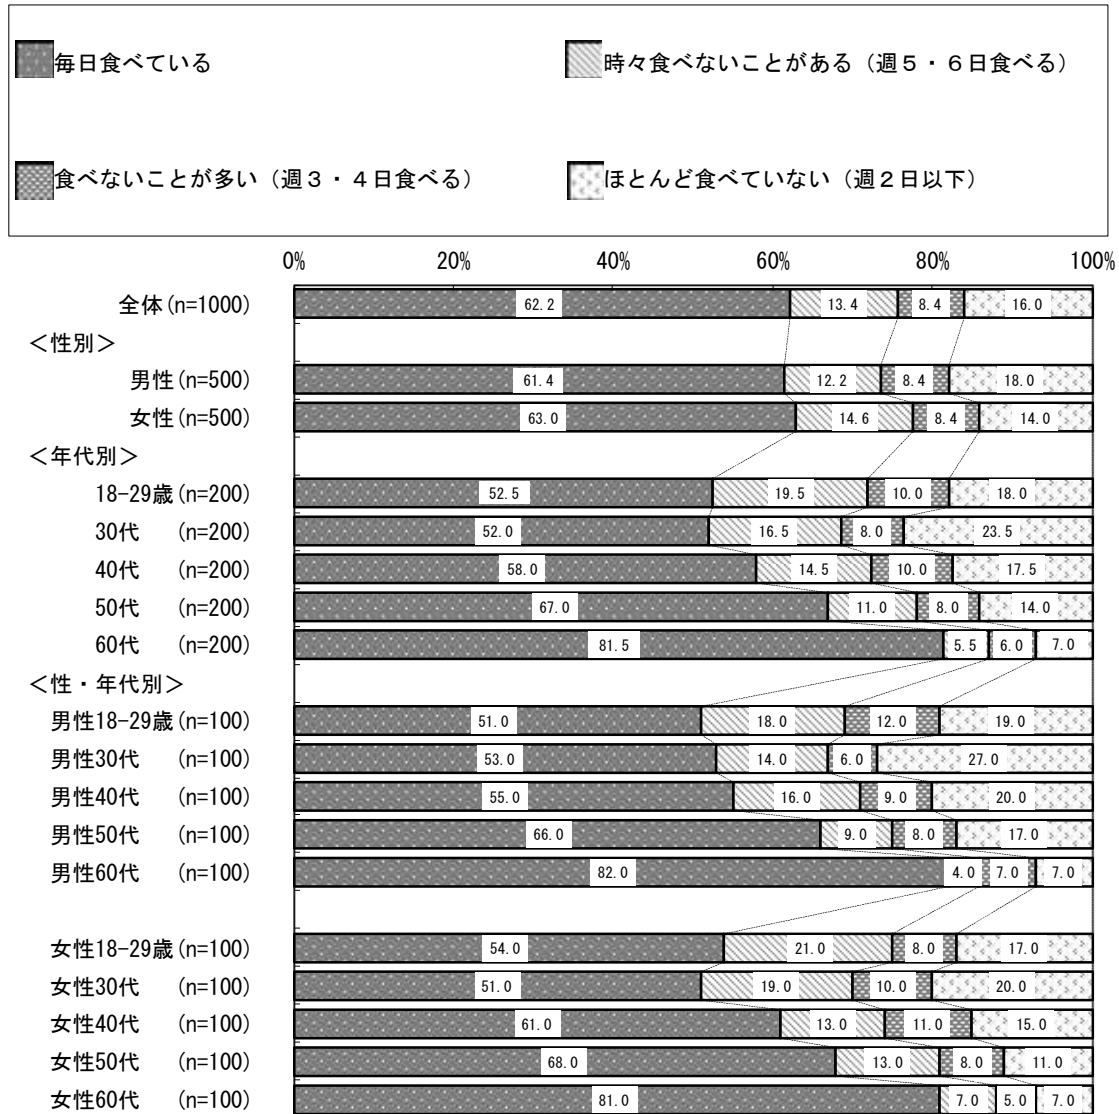 毎日食べている 時々食べないことがある（週５・６日食べる）
食べないことが多い（週３・４日食べる） ほとんど食べていない（週２日以下）
0% 20% 40% 60% 80% 100%
全体(n=1000) 62.2 13.4 8.4 16.0
＜性別＞
男性(n=500) 61.4 12.2 8.4 18.0
女性(n=500) 63.0 14.6 8.4 14.0
＜年代別＞
18-29歳(n=200) 52.5 19.5 10.0 18.0
30代 (n=200) 52.0 16.5 8.0 23.5
40代 (n=200) 58.0 14.5 10.0 17.5
50代 (n=200) 67.0 11.0 8.0 14.0
60代 (n=200) 81.5 5.5 6.0 7.0
＜性・年代別＞
男性18-29歳(n=100) 51.0 18.0 12.0 19.0
男性30代 (n=100) 53.0 14.0 6.0 27.0
男性40代 (n=100) 55.0 16.0 9.0 20.0
男性50代 (n=100) 66.0 9.0 8.0 17.0
男性60代 (n=100) 82.0 4.0 7.0 7.0
女性18-29歳(n=100) 54.0 21.0 8.0 17.0
女性30代 (n=100) 51.0 19.0 10.0 20.0
女性40代 (n=100) 61.0 13.0 11.0 15.0
女性50代 (n=100) 68.0 13.0 8.0 11.0
女性60代 (n=100) 81.0 7.0 5.0 7.0